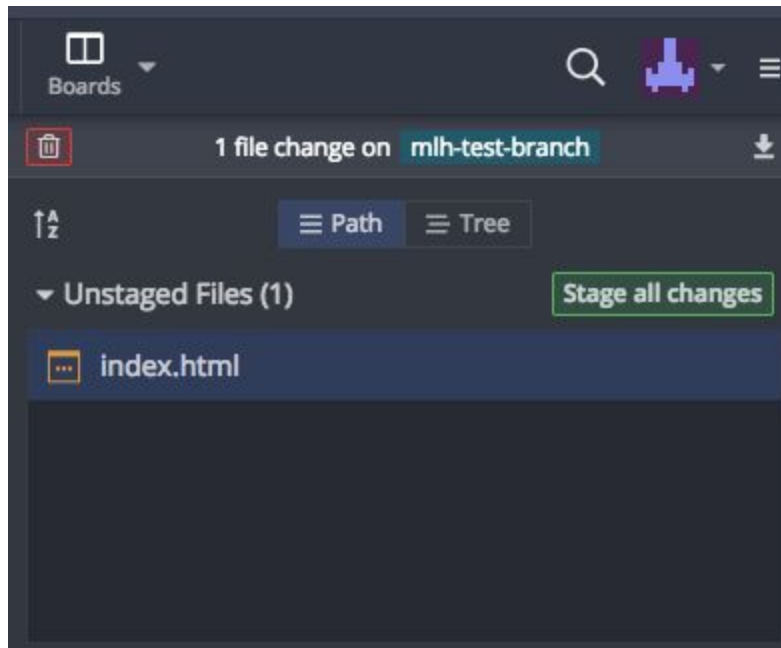 Boards
1 file change on mlh-test-branch
A
Z
Path Tree
Unstaged Files (1) Stage all changes
index.html